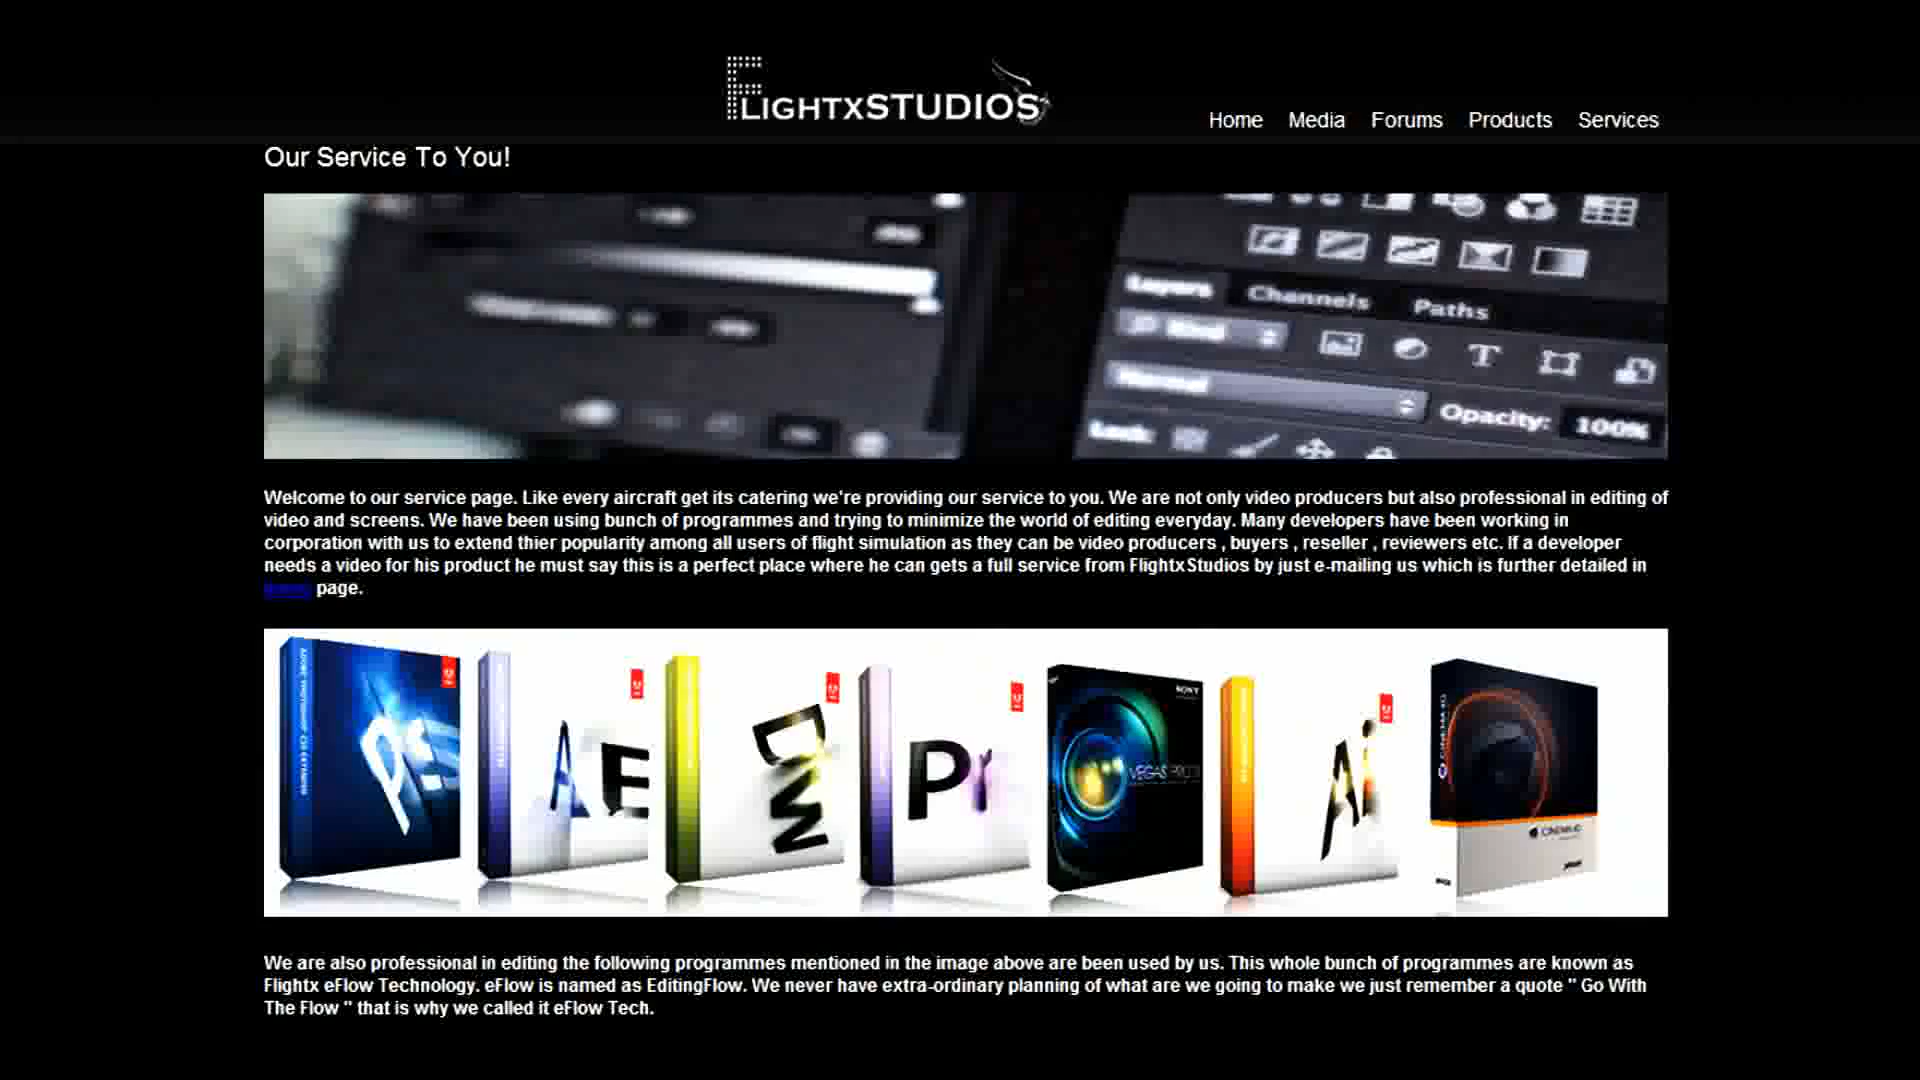 FLIGHTXSTUDIOS
Home Media Forums Products Services
Our Service To You!
Layers Channels Paths
Kind
T
Normal
Opacity: 100%
Lock:
Welcome to our service page. Like every aircraft get its catering we're providing our service to you. We are not only video producers but also professional in editing of
video and screens. We have been using bunch of programmes and trying to minimize the world of editing everyday. Many developers have been working in
corporation with us to extend thier popularity among all users of flight simulation as they can be video producers , buyers , reseller , reviewers etc. If a developer
needs a video for his product he must say this is a perfect place where he can gets a full service from FlightxStudios by just e-mailing us which is further detailed in
page.
Ps
AE
DW
Pr
SONY
VEGAS PRO
Ai
CINEMA 4D
CINEMA 4D
We are also professional in editing the following programmes mentioned in the image above are been used by us. This whole bunch of programmes are known as
Flightx eFlow Technology. eFlow is named as EditingFlow. We never have extra-ordinary planning of what are we going to make we just remember a quote " Go With
The Flow " that is why we called it eFlow Tech.